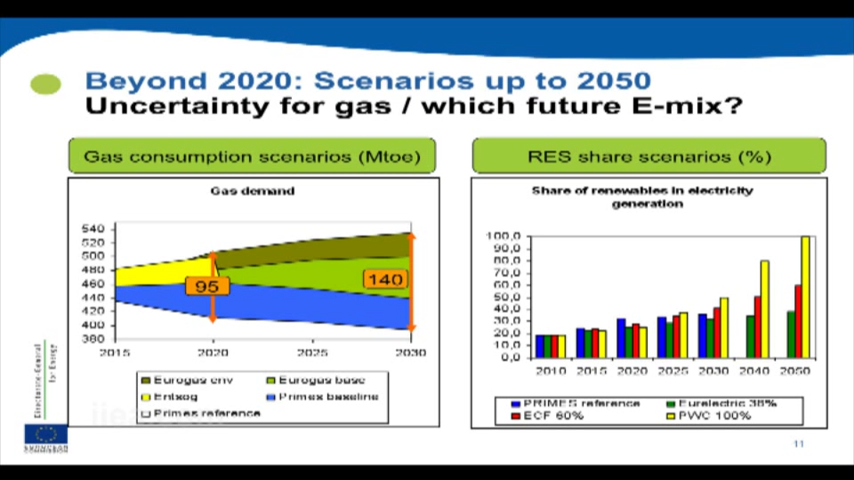 Beyond 2020: Scenarios up to 2050
Uncertainty for gas / which future E-mix?
Gas consumption scenarios (Mtoe)
Gas demand
540
520
500
480
460
440
420
400
380
95
140
2015 2020 2025 2030
Eurogas env Eurogas base
Entsog Primes baseline
Primes reference
RES share scenarios (%)
Share of renewables in electricity
generation
100,0
90,0
80,0
70,0
60,0
50,0
40,0
30,0
20,0
10,0
0,0
2010 2015 2020 2025 2030 2040 2050
PRIMES reference Eurelectric 38%
ECF 60% PWC 100%
Directorate-General
for Energy
11